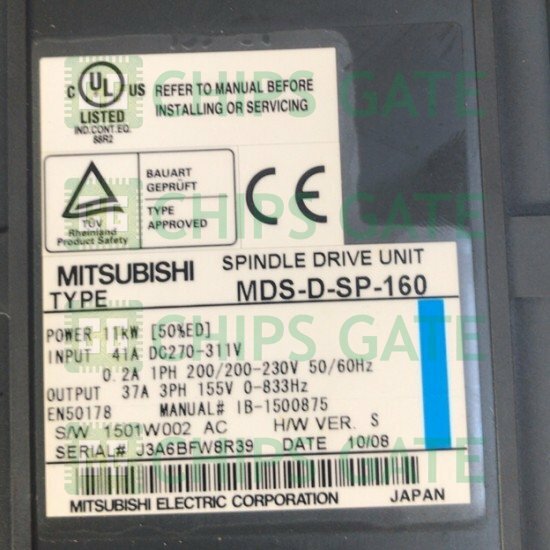 C UL US
LISTED
IND.CONT.EQ.
88R2
REFER TO MANUAL BEFORE
INSTALLING OR SERVICING
TÜV
Rheinland
Product Safety
BAUART
GEPRÜFT
TYPE
APPROVED
CE
MITSUBISHI SPINDLE DRIVE UNIT
TYPE MDS-D-SP-160
POWER 11kW [50%ED]
INPUT 41A DC270-311V
0.2A 1PH 200/200-230V 50/60Hz
OUTPUT 37A 3PH 155V 0-833Hz
EN50178 MANUAL# IB-1500875
S/W 1501W002 AC H/W VER. S
SERIAL# J3A6BFW8R39 DATE 10/08
MITSUBISHI ELECTRIC CORPORATION JAPAN
CHIPS GATE
CHIPS GATE
CHIPS GATE
CHIPS GATE